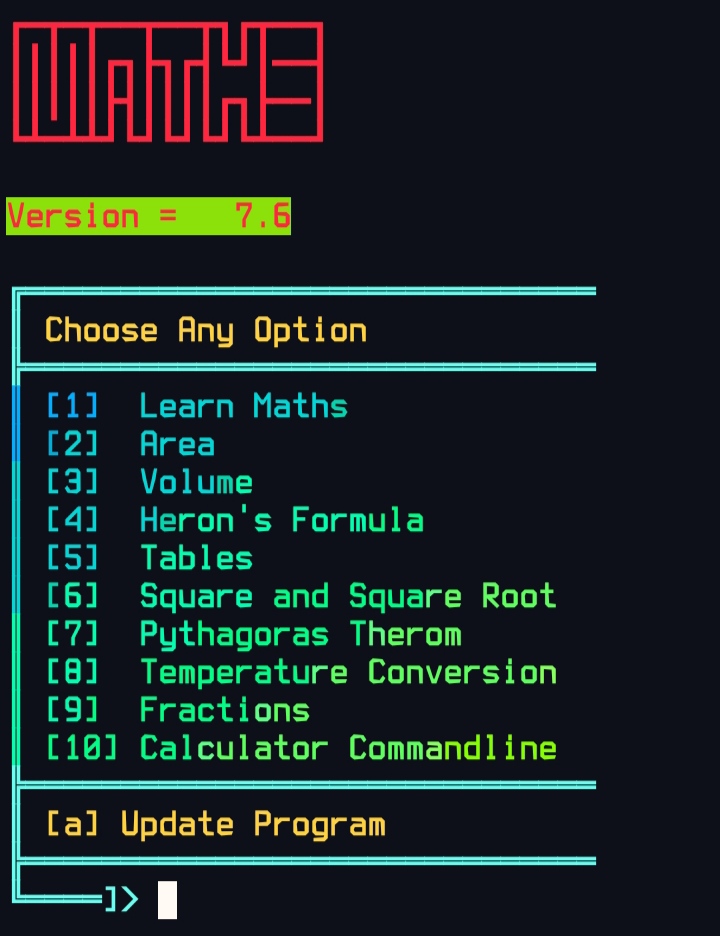 MATHS
Version =   7.6
Choose Any Option
[1]  Learn Maths
[2]  Area
[3]  Volume
[4]  Heron's Formula
[5]  Tables
[6]  Square and Square Root
[7]  Pythagoras Therom
[8]  Temperature Conversion
[9]  Fractions
[10] Calculator Commandline
[a] Update Program
]>